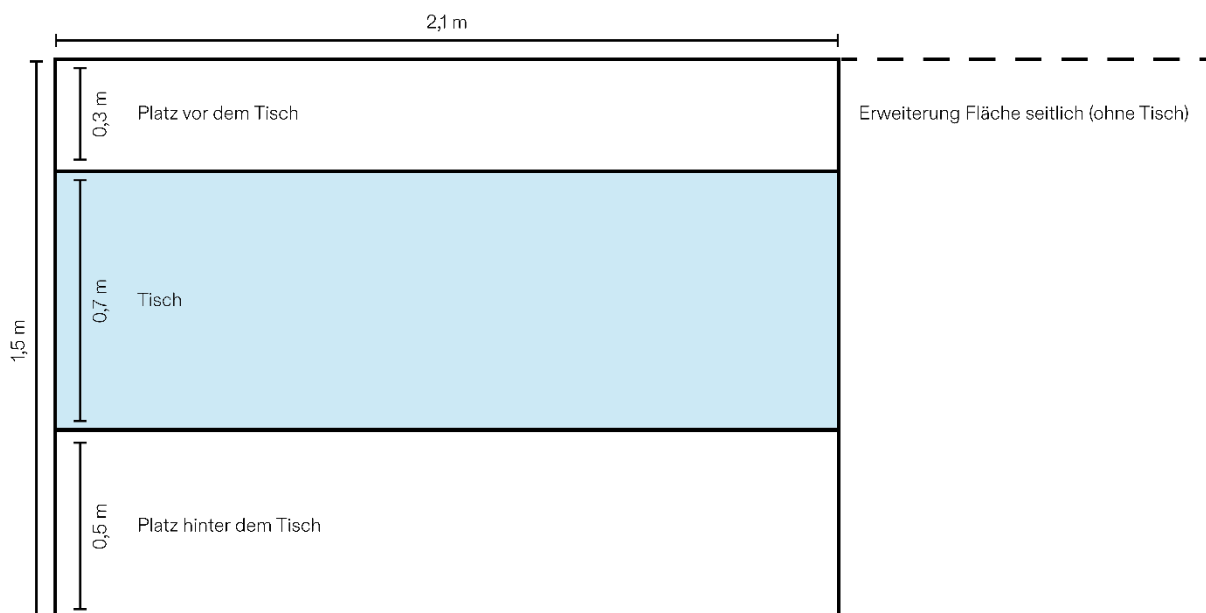 2,1 m
0,3 m
Platz vor dem Tisch
Erweiterung Fläche seitlich (ohne Tisch)
1,5 m
0,7 m
Tisch
0,5 m
Platz hinter dem Tisch